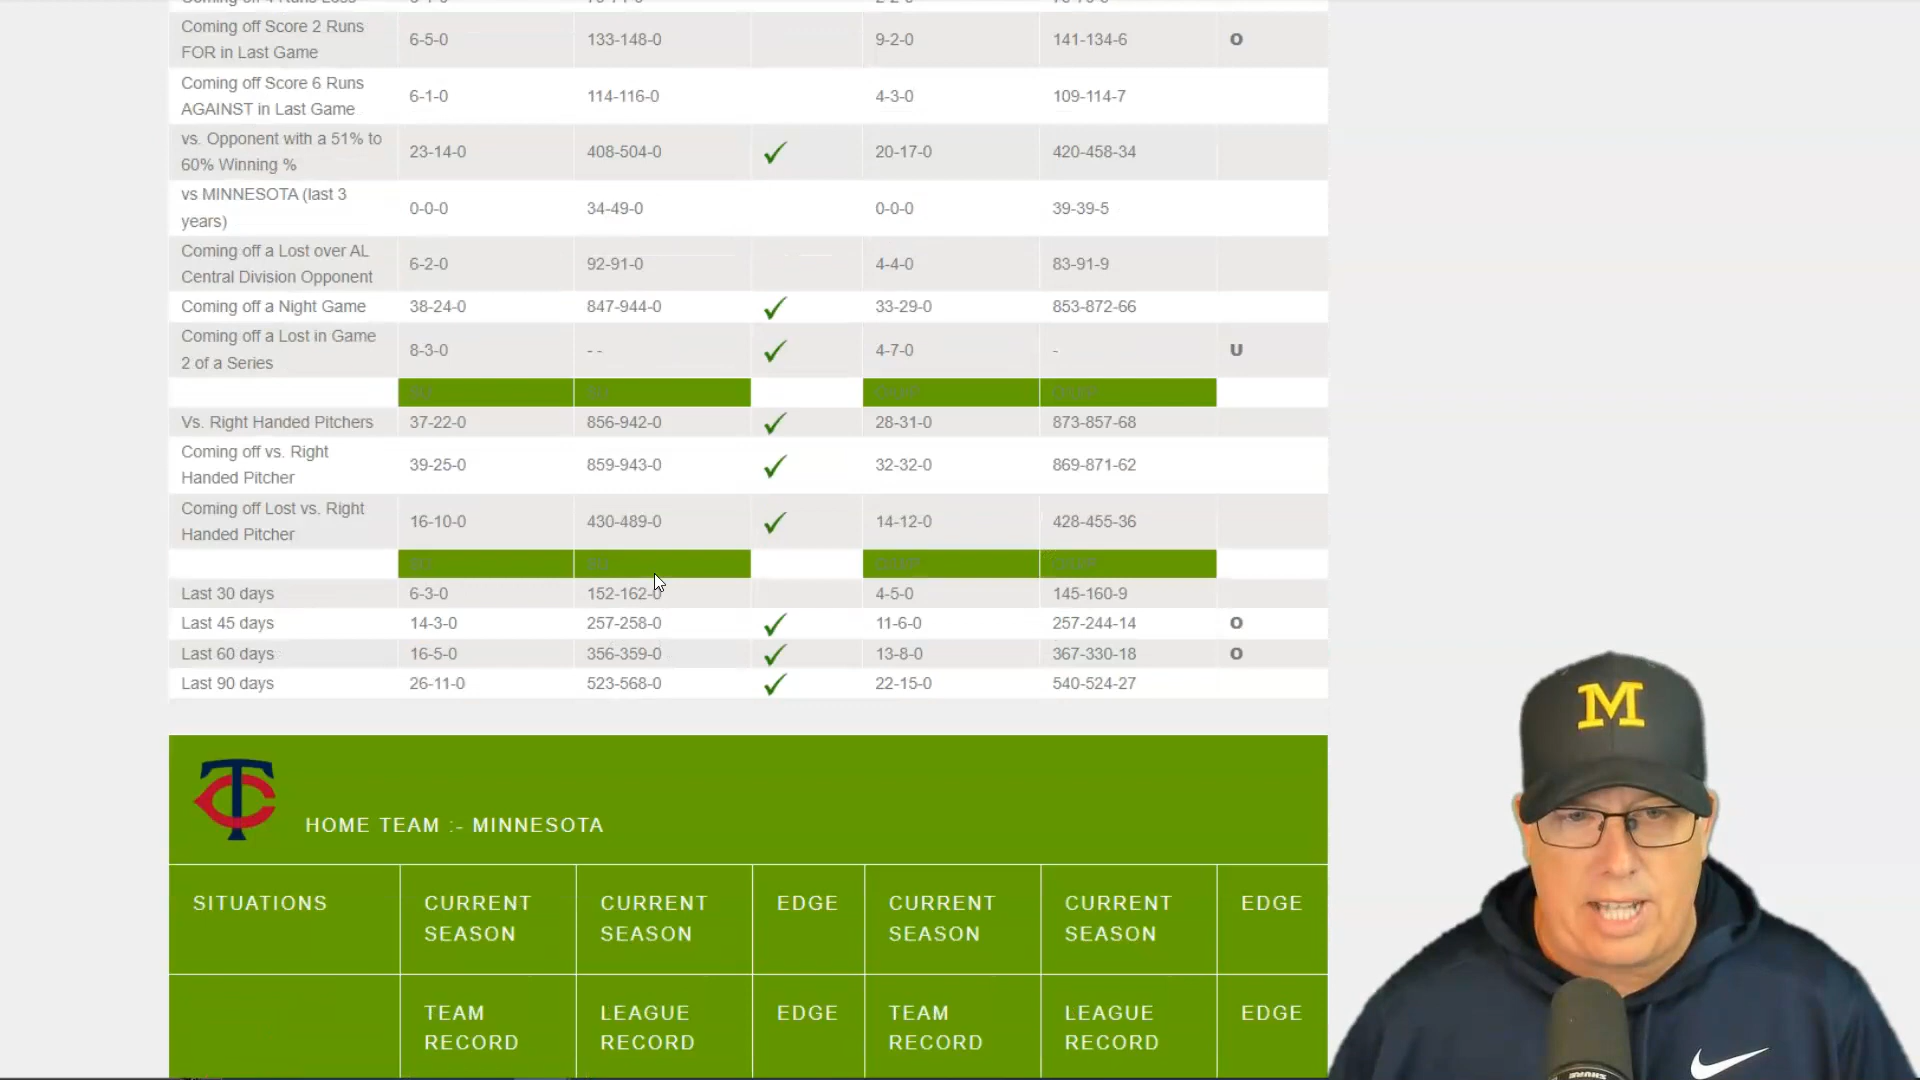 Coming off Score 2 Runs
FOR in Last Game
6-5-0
133-148-0
9-2-0
141-134-6
O
Coming off Score 6 Runs
AGAINST in Last Game
6-1-0
114-116-0
4-3-0
109-114-7
vs. Opponent with a 51% to
60% Winning %
23-14-0
408-504-0
20-17-0
420-458-34
vs MINNESOTA (last 3
years)
0-0-0
34-49-0
0-0-0
39-39-5
Coming off a Lost over AL
Central Division Opponent
6-2-0
92-91-0
4-4-0
83-91-9
Coming off a Night Game
38-24-0
847-944-0
33-29-0
853-872-66
Coming off a Lost in Game
2 of a Series
8-3-0
- -
4-7-0
-
U
Vs. Right Handed Pitchers
37-22-0
856-942-0
28-31-0
873-857-68
Coming off vs. Right
Handed Pitcher
39-25-0
859-943-0
32-32-0
869-871-62
Coming off Lost vs. Right
Handed Pitcher
16-10-0
430-489-0
14-12-0
428-455-36
Last 30 days
6-3-0
152-162-0
4-5-0
145-160-9
Last 45 days
14-3-0
257-258-0
11-6-0
257-244-14
O
Last 60 days
16-5-0
356-359-0
13-8-0
367-330-18
O
Last 90 days
26-11-0
523-568-0
22-15-0
540-524-27
TC
HOME TEAM :- MINNESOTA
SITUATIONS
CURRENT
SEASON
CURRENT
SEASON
EDGE
CURRENT
SEASON
CURRENT
SEASON
EDGE
TEAM
RECORD
LEAGUE
RECORD
EDGE
TEAM
RECORD
LEAGUE
RECORD
EDGE
M